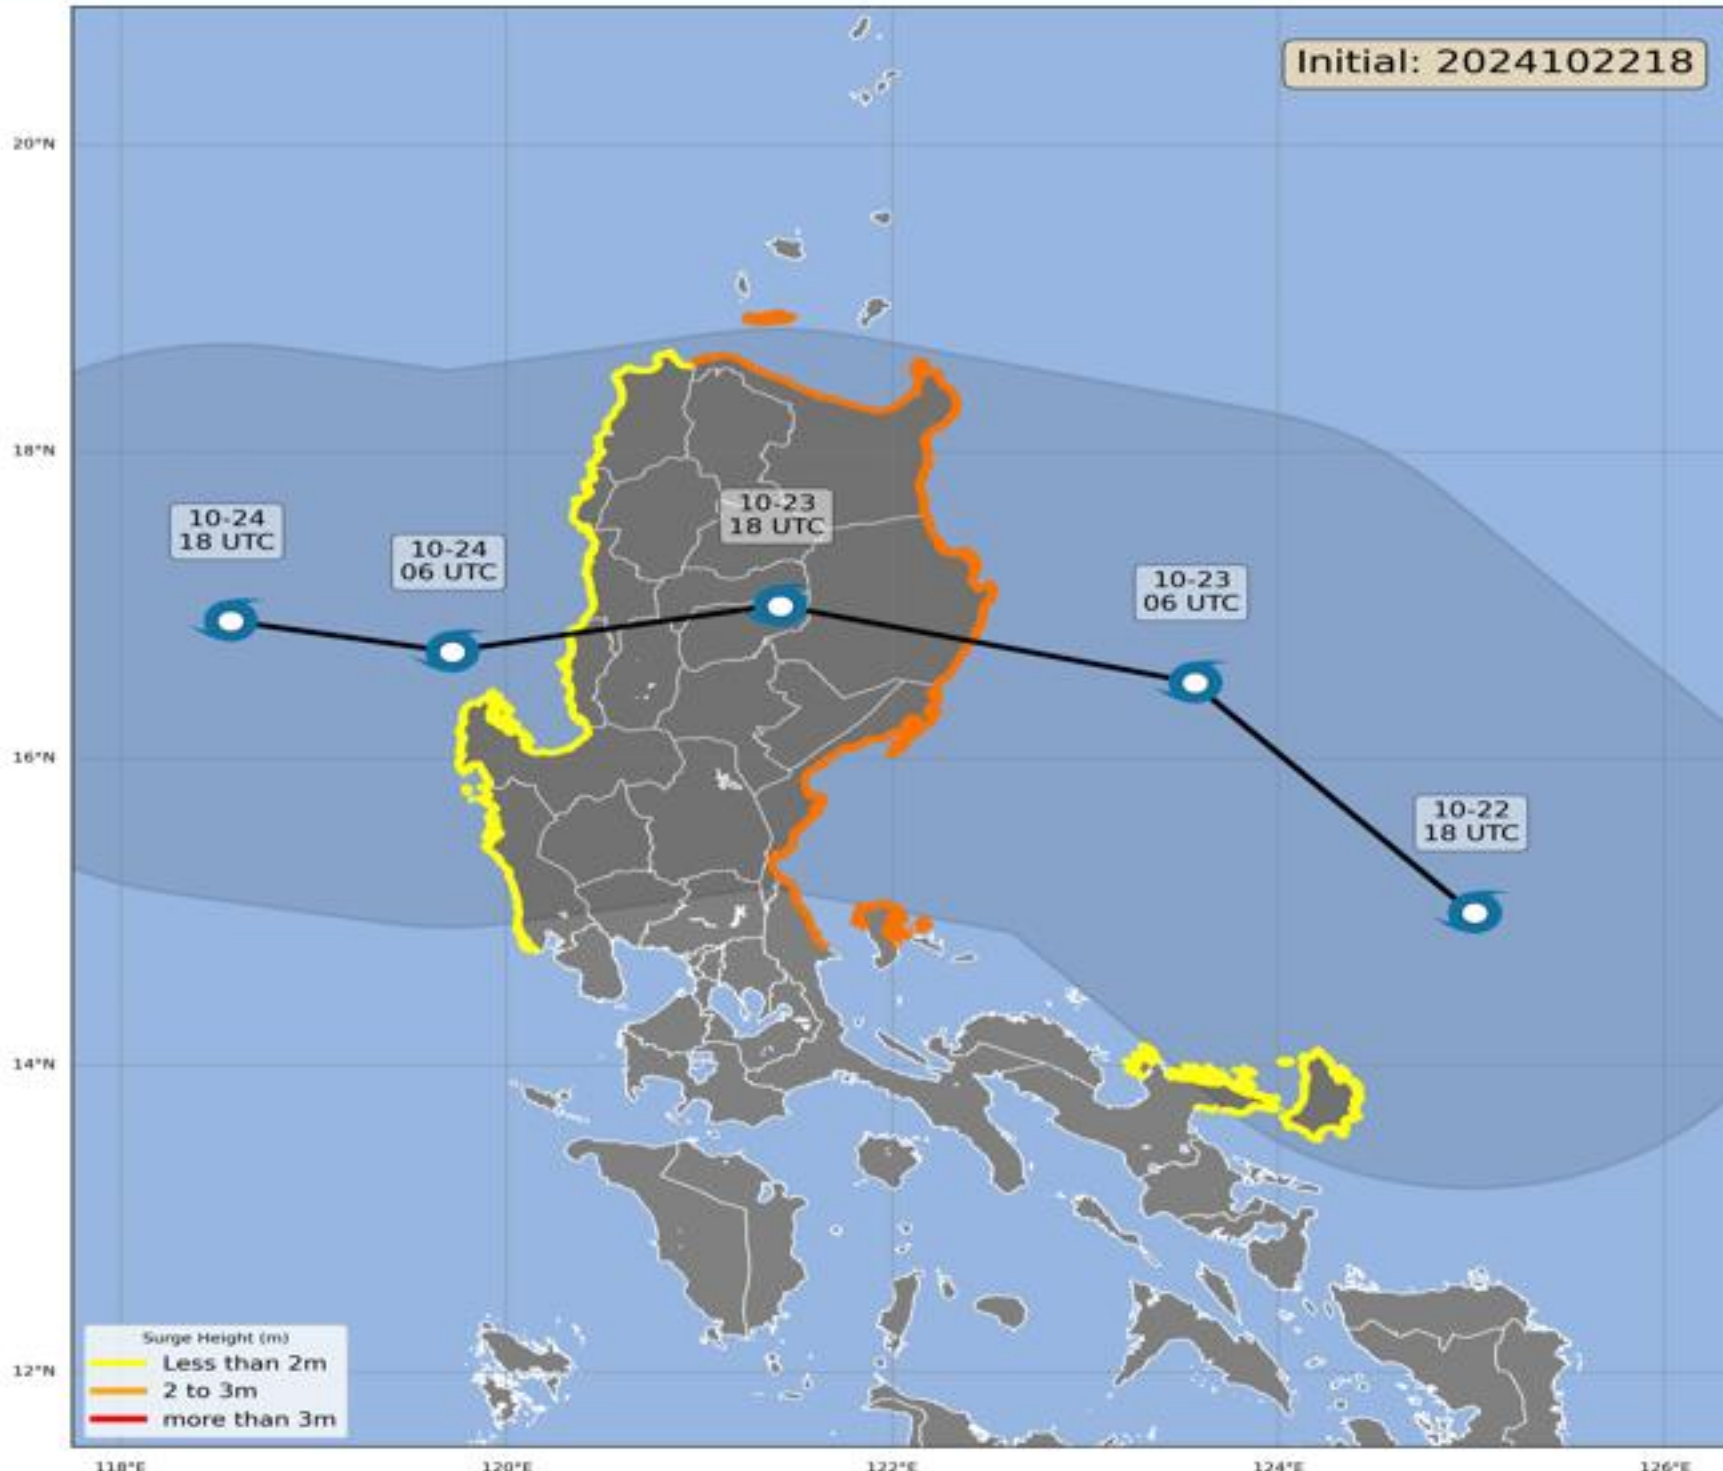 Initial: 2024102218
20°N
18°N
16°N
14°N
12°N
10-24
18 UTC
10-24
06 UTC
10-23
18 UTC
10-23
06 UTC
10-22
18 UTC
Surge Height (m)
Less than 2m
2 to 3m
more than 3m
118°E
120°E
122°E
124°E
126°E